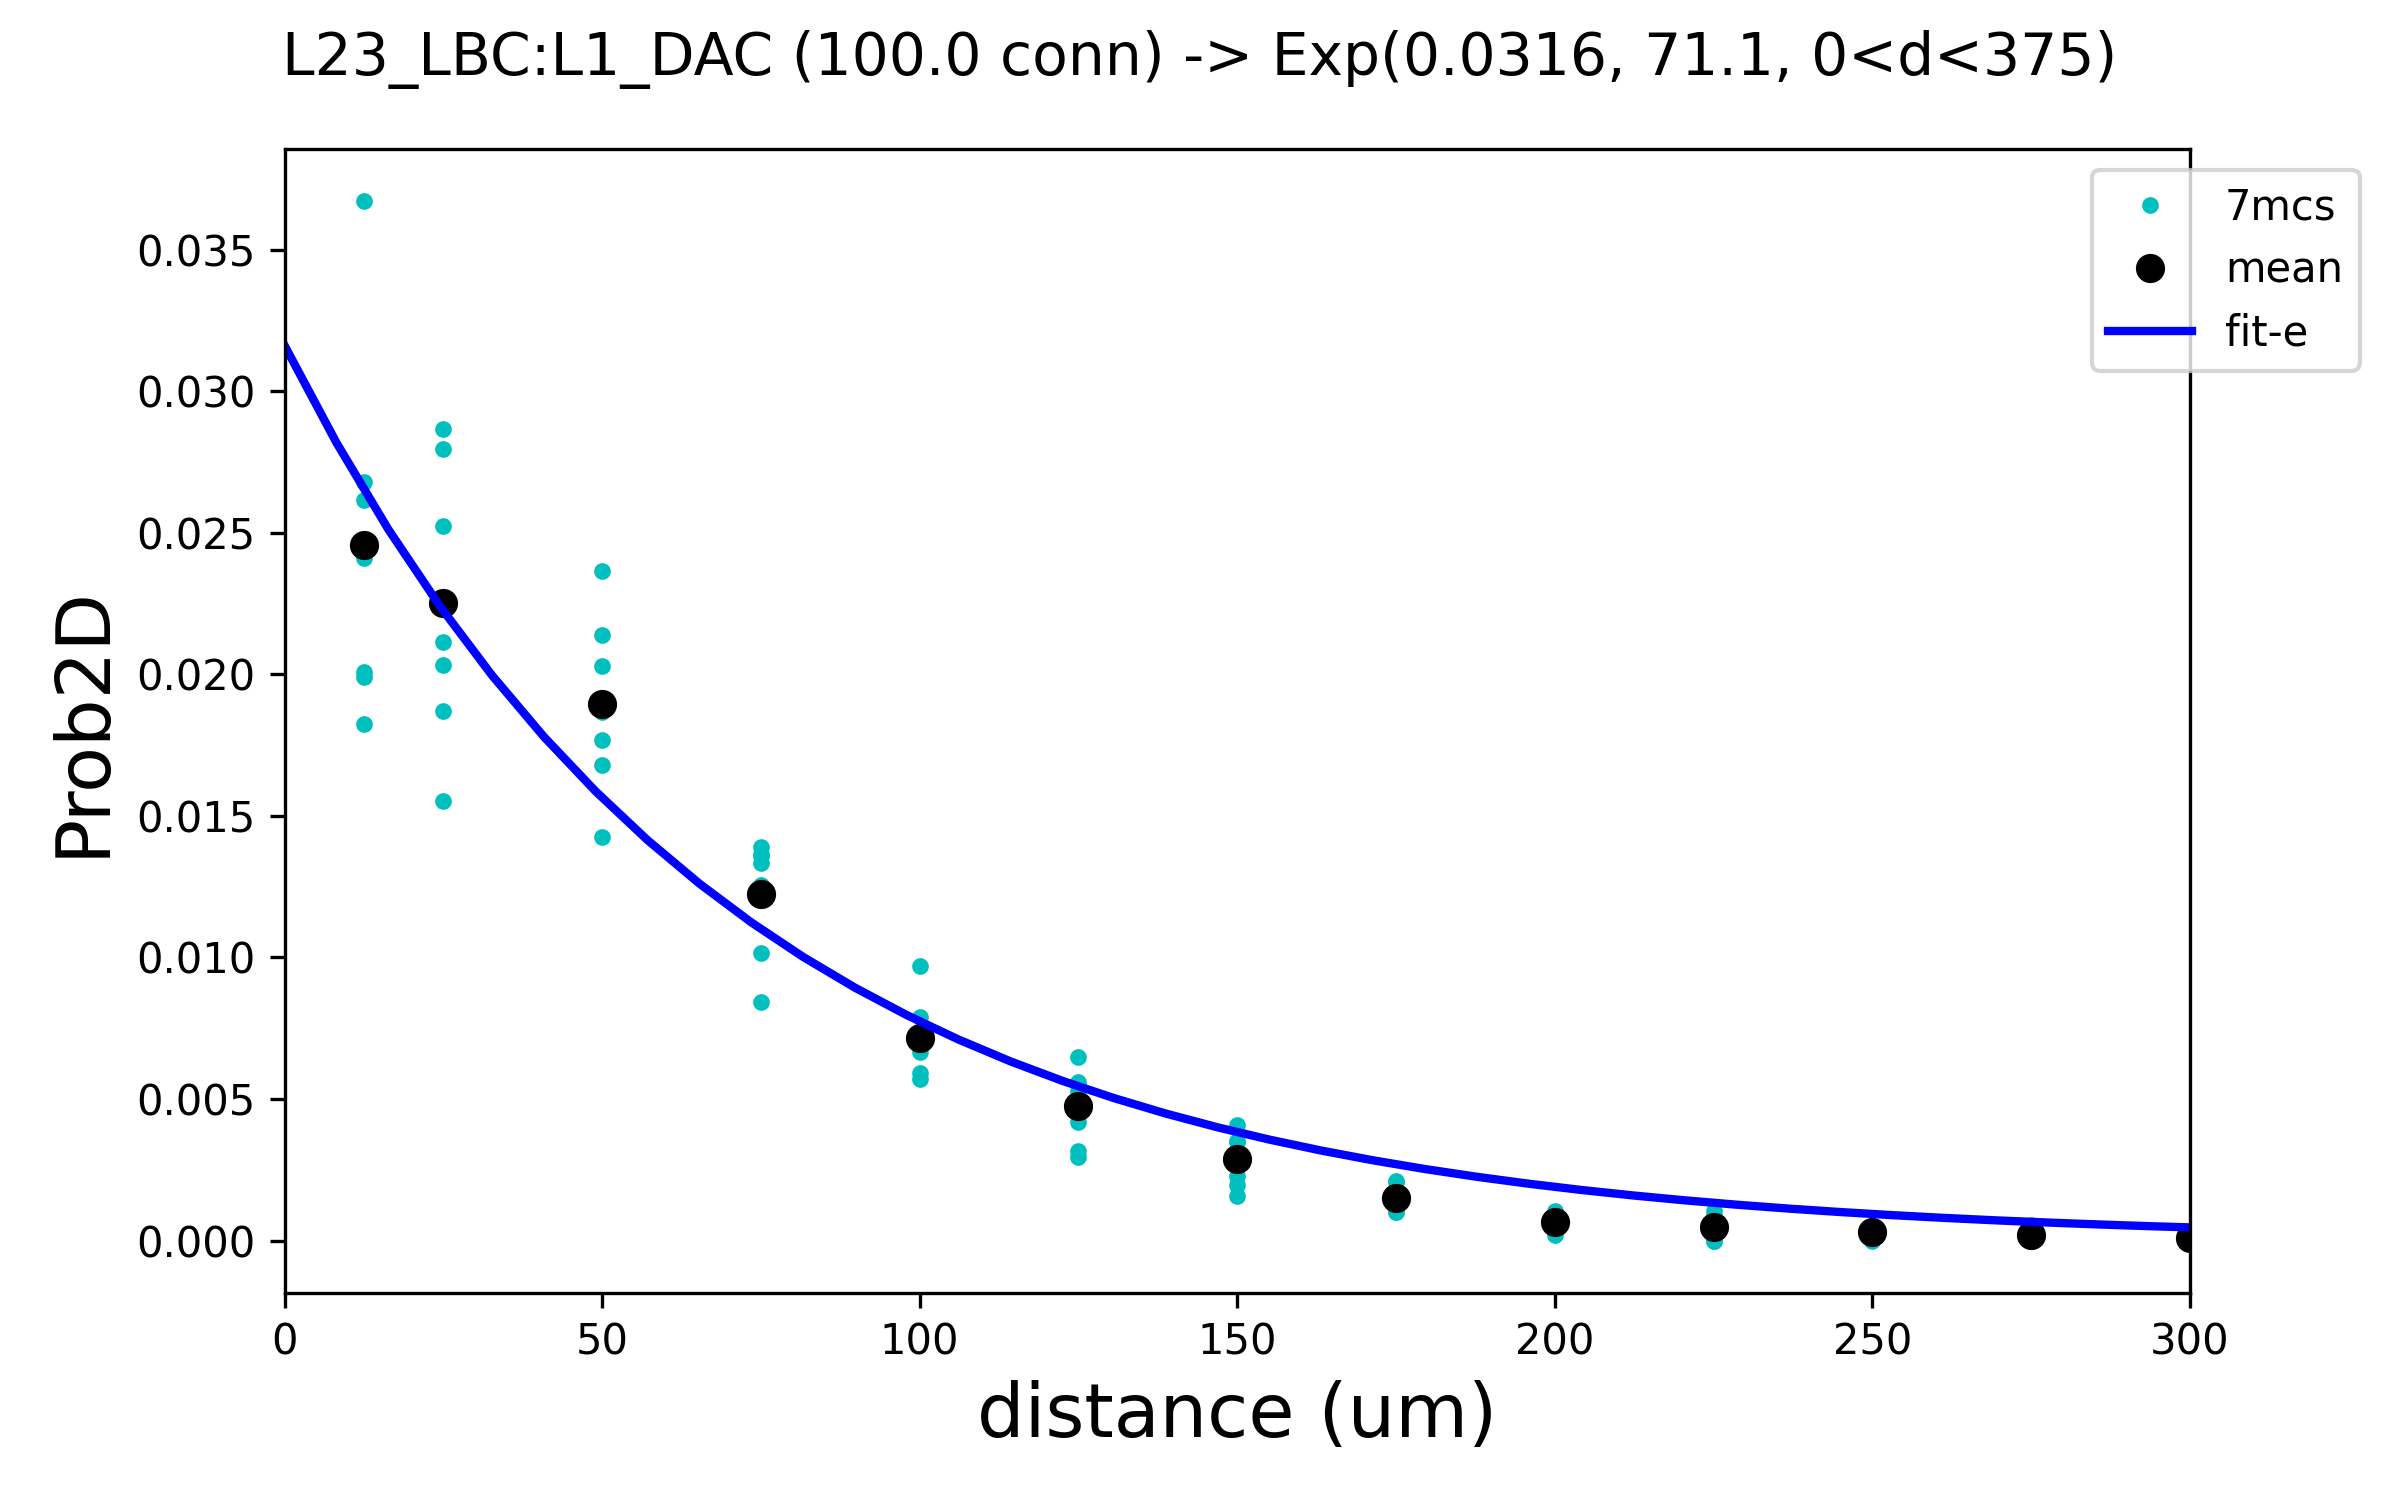 L23_LBC:L1_DAC (100.0 conn) -> Exp(0.0316, 71.1, 0<d<375)
7mcs
mean
fit-e
0.035
0.030
0.025
0.020
0.015
0.010
0.005
0.000
Prob2D
0 50 100 150 200 250 300
distance (um)